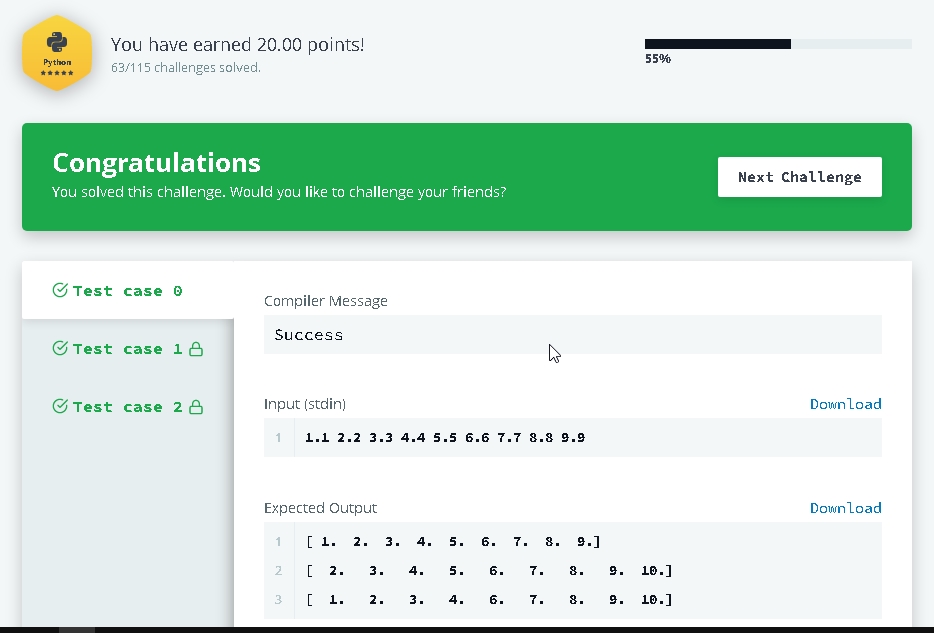 You have earned 20.00 points!
63/115 challenges solved.
55%
Python
Congratulations
You solved this challenge. Would you like to challenge your friends?
Next Challenge
Test case 0
Test case 1
Test case 2
Compiler Message
Success
Input (stdin)
Download
1 1.1 2.2 3.3 4.4 5.5 6.6 7.7 8.8 9.9
Expected Output
Download
1 [ 1.  2.  3.  4.  5.  6.  7.  8.  9.]
2 [  2.   3.   4.   5.   6.   7.   8.   9.  10.]
3 [  1.   2.   3.   4.   6.   7.   8.   9.  10.]